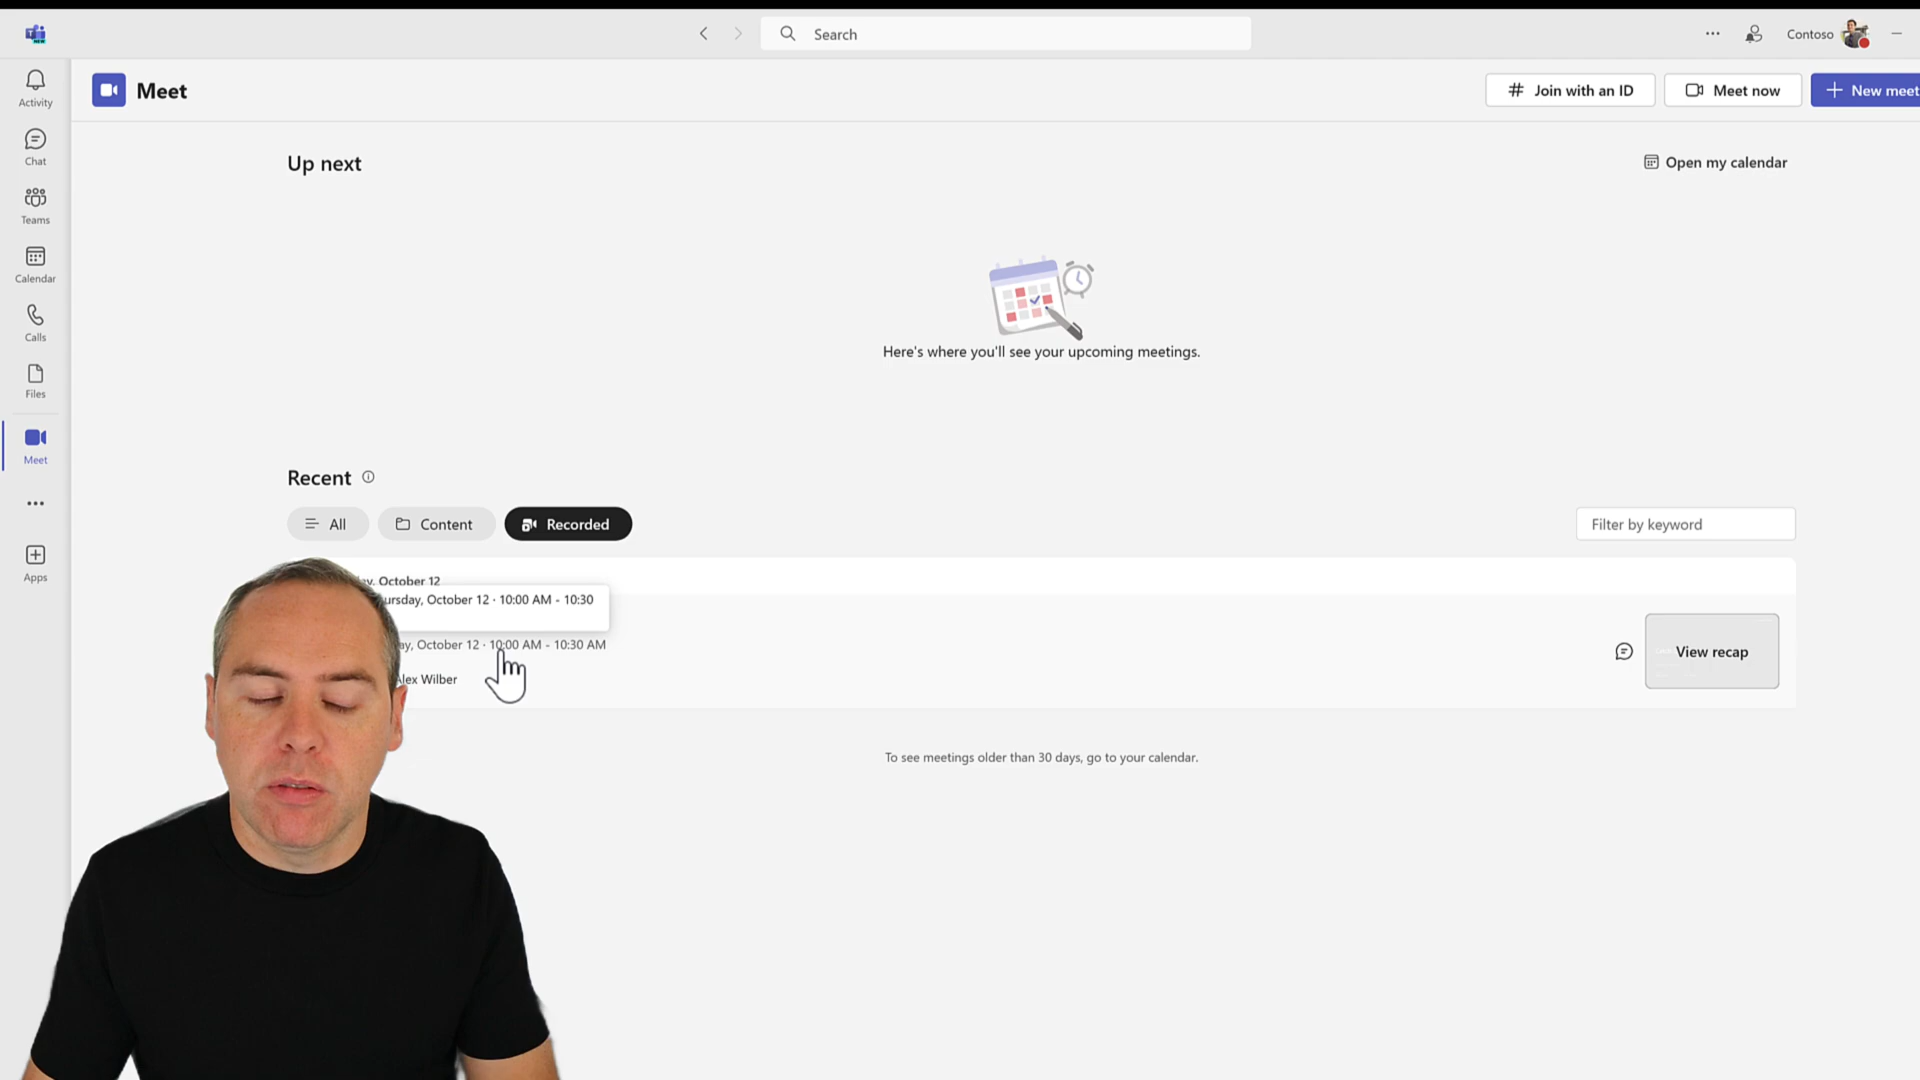 Search
Contoso
Activity
Chat
Teams
Calendar
Calls
Files
Meet
Apps
Meet
# Join with an ID
Meet now
+ New meet
Up next
Open my calendar
Here's where you'll see your upcoming meetings.
Recent
All
Content
Recorded
Filter by keyword
October 12
October 12 · 10:00 AM - 10:30
October 12 · 10:00 AM - 10:30 AM
Wilber
View recap
To see meetings older than 30 days, go to your calendar.